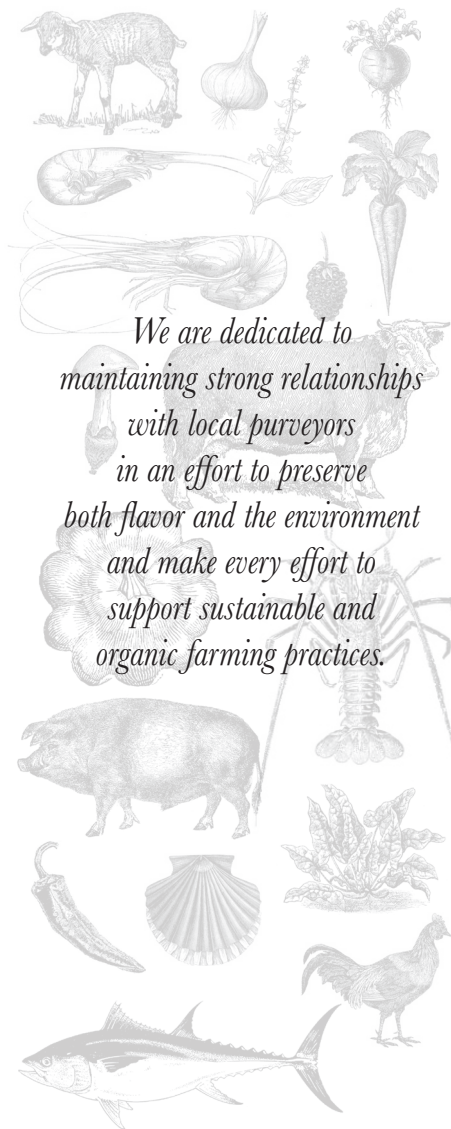 We are dedicated to
maintaining strong relationships
with local purveyors
in an effort to preserve
both flavor and the environment
and make every effort to
support sustainable and
organic farming practices.